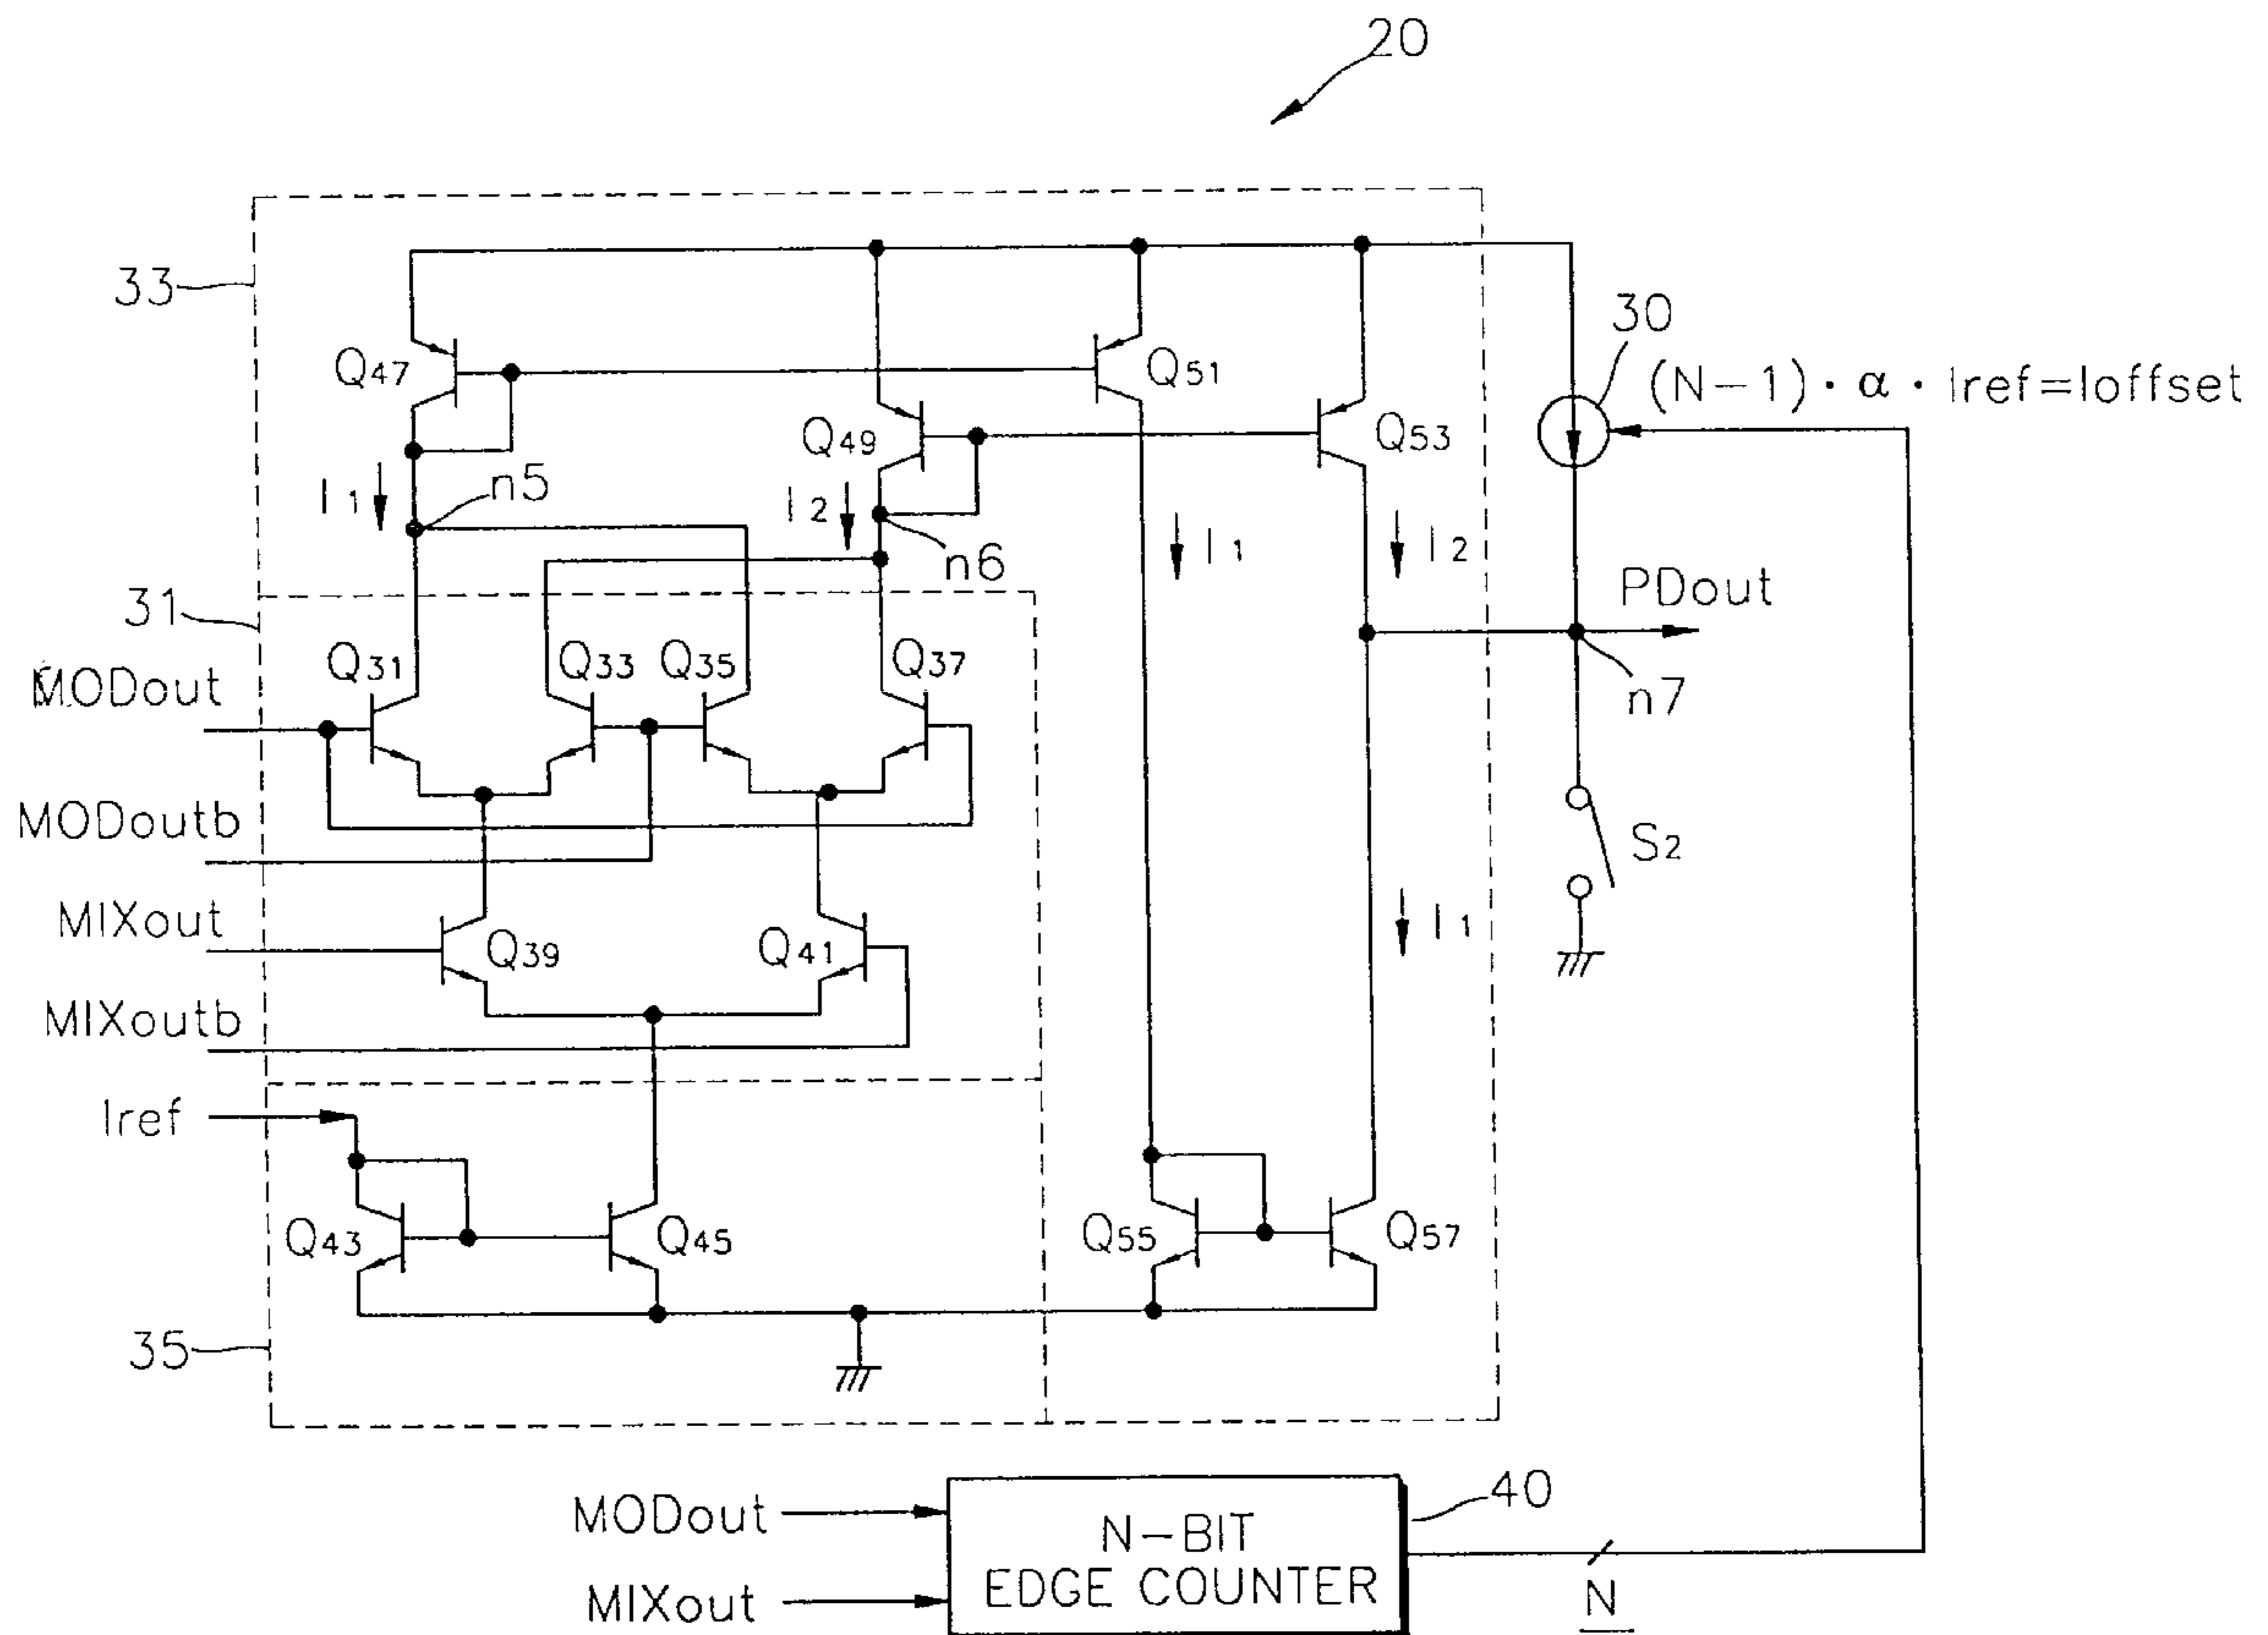 20
33
30
Q47
Q51
(N-1)·α·Iref=Ioffset
Q49
Q53
I1
n5
I2
n6
I1
I2
PDout
31
Q31
Q33
Q35
Q37
MODout
n7
MODoutb
S2
MIXout
Q39
Q41
I1
MIXoutb
Iref
Q43
Q45
Q55
Q57
35
40
MODout
N-BIT
EDGE COUNTER
MIXout
N